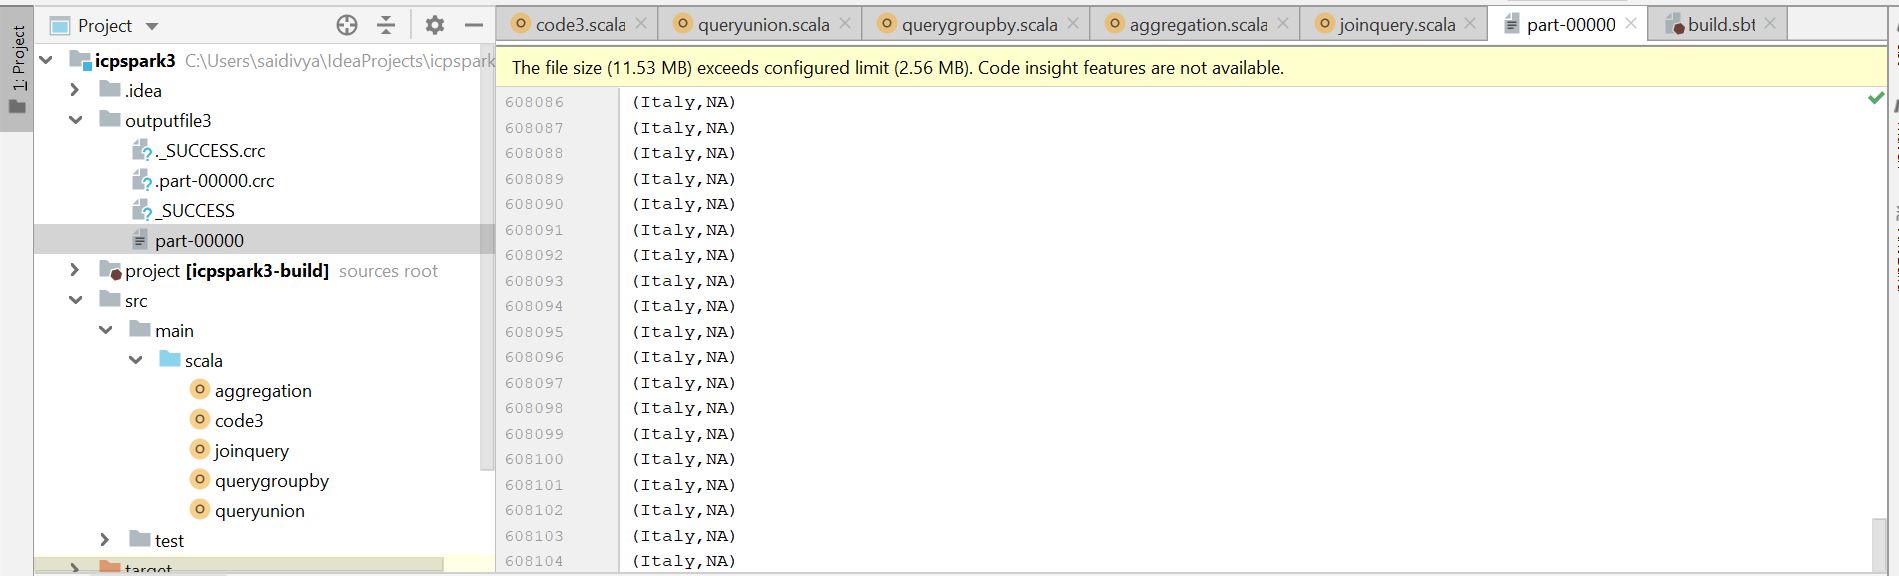 1: Project
Project
icpspark3 C:\Users\saidivya\IdeaProjects\icpspark
.idea
outputfile3
._SUCCESS.crc
.part-00000.crc
_SUCCESS
part-00000
project [icpspark3-build] sources root
src
main
scala
aggregation
code3
joinquery
querygroupby
queryunion
test
target
code3.scala queryunion.scala querygroupby.scala aggregation.scala joinquery.scala part-00000 build.sbt
The file size (11.53 MB) exceeds configured limit (2.56 MB). Code insight features are not available.
608086 (Italy,NA)
608087 (Italy,NA)
608088 (Italy,NA)
608089 (Italy,NA)
608090 (Italy,NA)
608091 (Italy,NA)
608092 (Italy,NA)
608093 (Italy,NA)
608094 (Italy,NA)
608095 (Italy,NA)
608096 (Italy,NA)
608097 (Italy,NA)
608098 (Italy,NA)
608099 (Italy,NA)
608100 (Italy,NA)
608101 (Italy,NA)
608102 (Italy,NA)
608103 (Italy,NA)
608104 (Italy,NA)